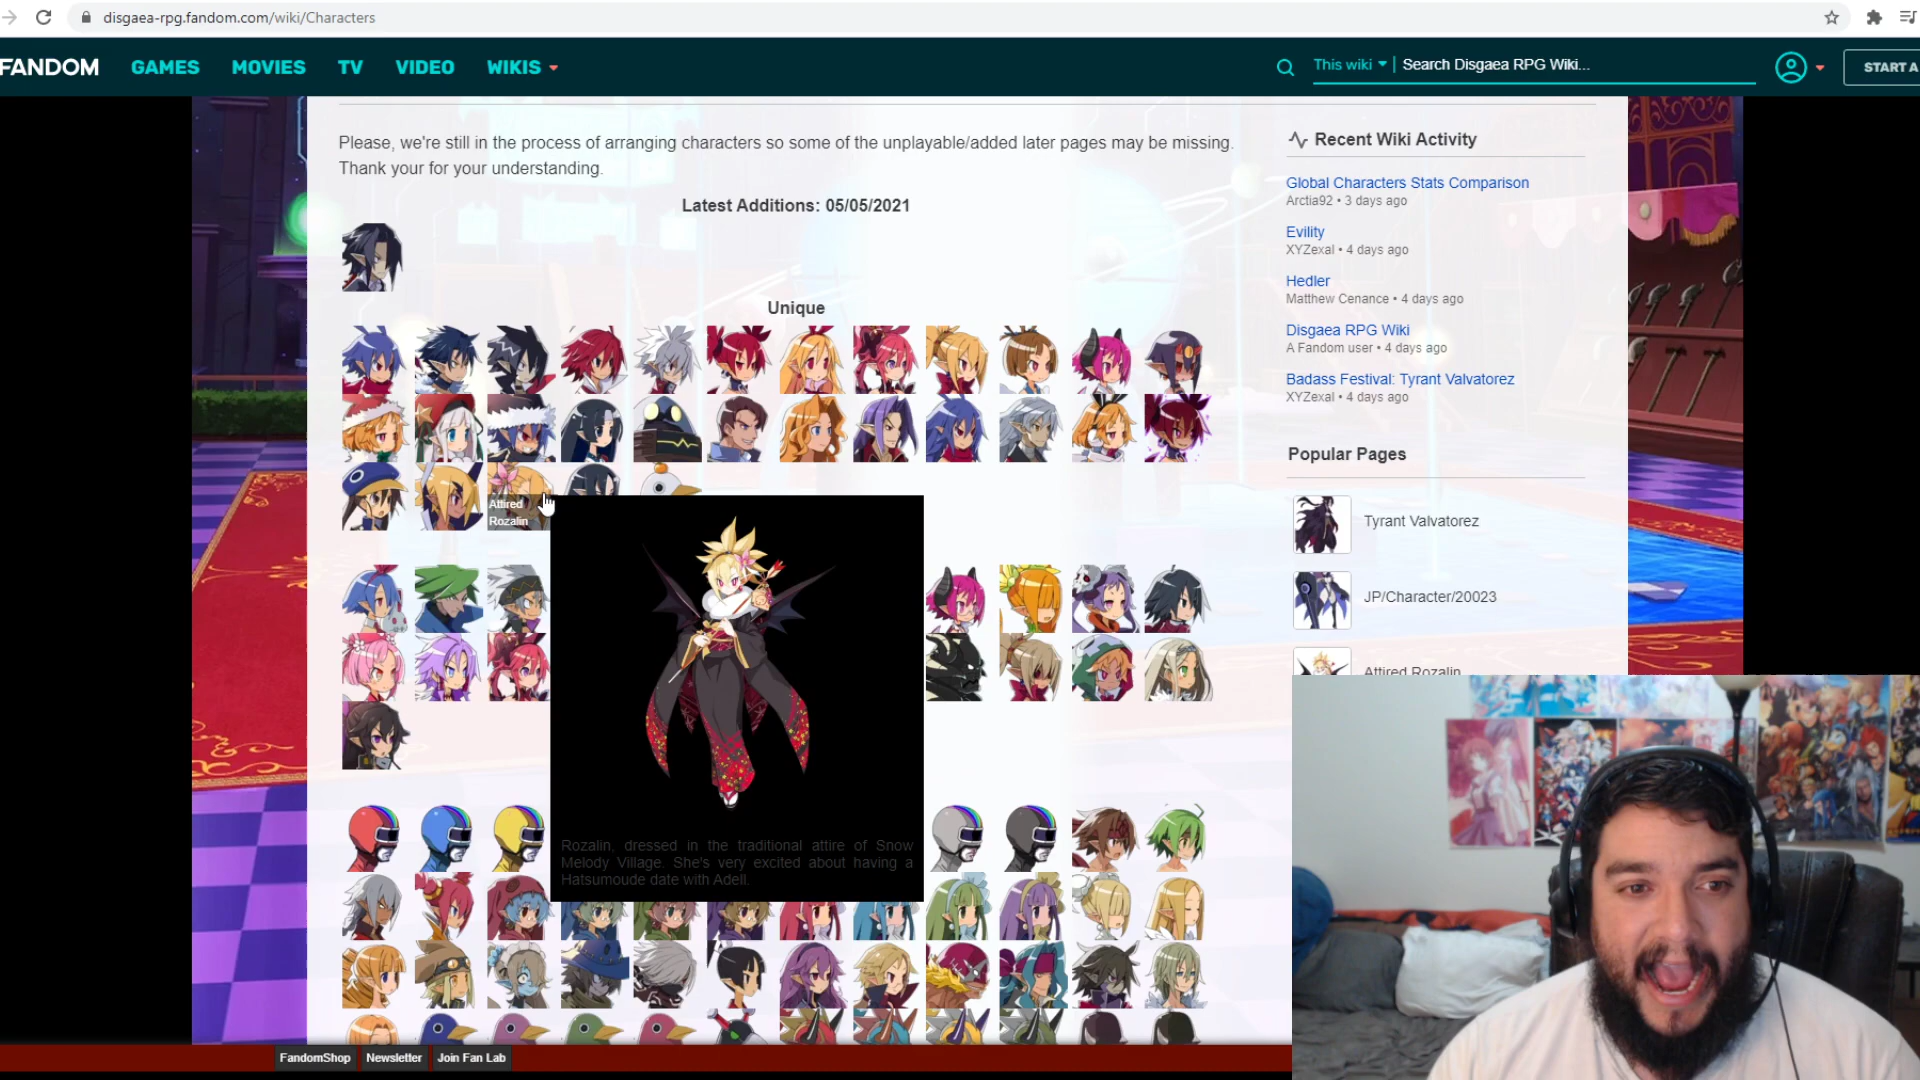 disgaea-rpg.fandom.com/wiki/Characters
FANDOM
GAMES
MOVIES
TV
VIDEO
WIKIS
This wiki
Search Disgaea RPG Wiki...
START A
Please, we're still in the process of arranging characters so some of the unplayable/added later pages may be missing.
Thank your for your understanding.
Latest Additions: 05/05/2021
Unique
Attired
Rozalin
Rozalin, dressed in the traditional attire of Snow
Melody Village. She's very excited about having a
Hatsumoude date with Adell.
Recent Wiki Activity
Global Characters Stats Comparison
Arctia92 • 3 days ago
Evility
XYZexal • 4 days ago
Hedler
Matthew Cenance • 4 days ago
Disgaea RPG Wiki
A Fandom user • 4 days ago
Badass Festival: Tyrant Valvatorez
XYZexal • 4 days ago
Popular Pages
Tyrant Valvatorez
JP/Character/20023
Attired Rozalin
FandomShop
Newsletter
Join Fan Lab